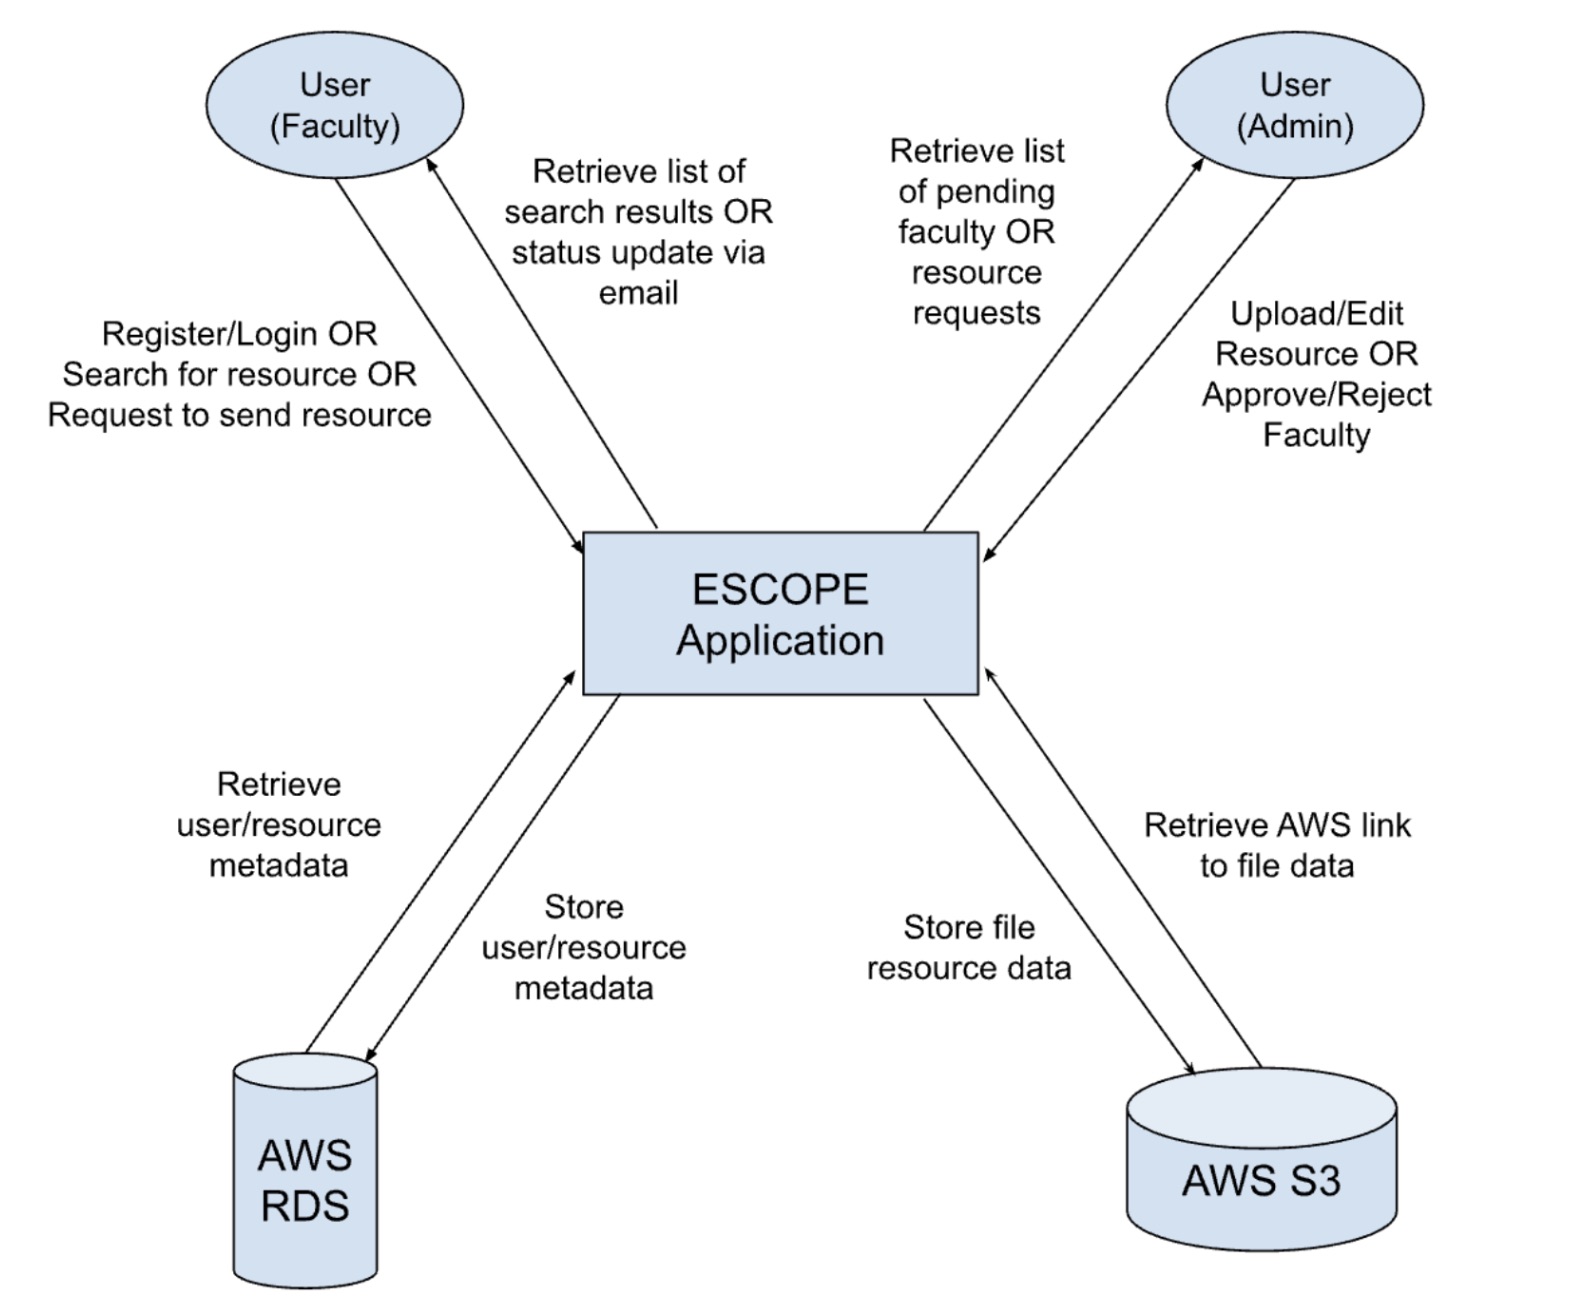 User
(Faculty)
User
(Admin)
Retrieve list of
search results OR
status update via
email
Retrieve list
of pending
faculty OR
resource
requests
Register/Login OR
Search for resource OR
Request to send resource
Upload/Edit
Resource OR
Approve/Reject
Faculty
ESCOPE
Application
Retrieve
user/resource
metadata
Store
user/resource
metadata
Store file
resource data
Retrieve AWS link
to file data
AWS
RDS
AWS S3